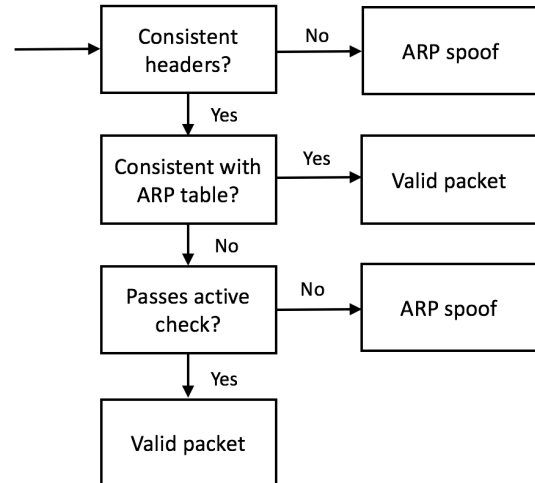 Consistent
headers?
No
ARP spoof
Yes
Consistent with
ARP table?
Yes
Valid packet
No
Passes active
check?
No
ARP spoof
Yes
Valid packet